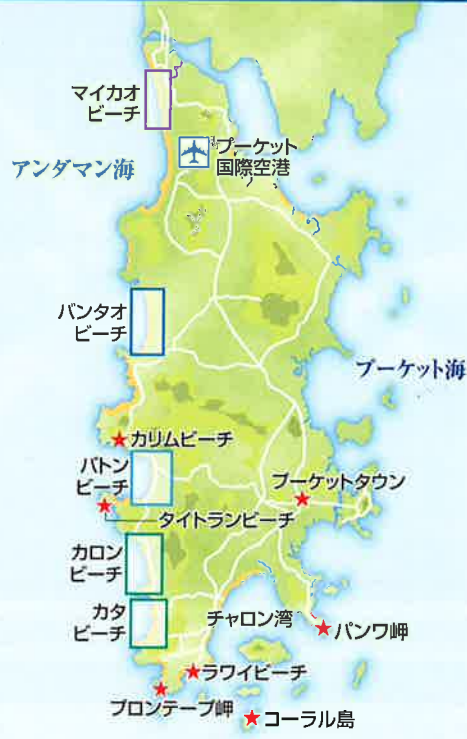 マイカオ
ビーチ
プーケット
国際空港
アンダマン海
バンタオ
ビーチ
プーケット海
カリムビーチ
パトン
ビーチ
プーケットタウン
タイトランビーチ
カロン
ビーチ
カタ
ビーチ
チャロン湾
パンワ岬
ラワイビーチ
プロンテープ岬
コーラル島